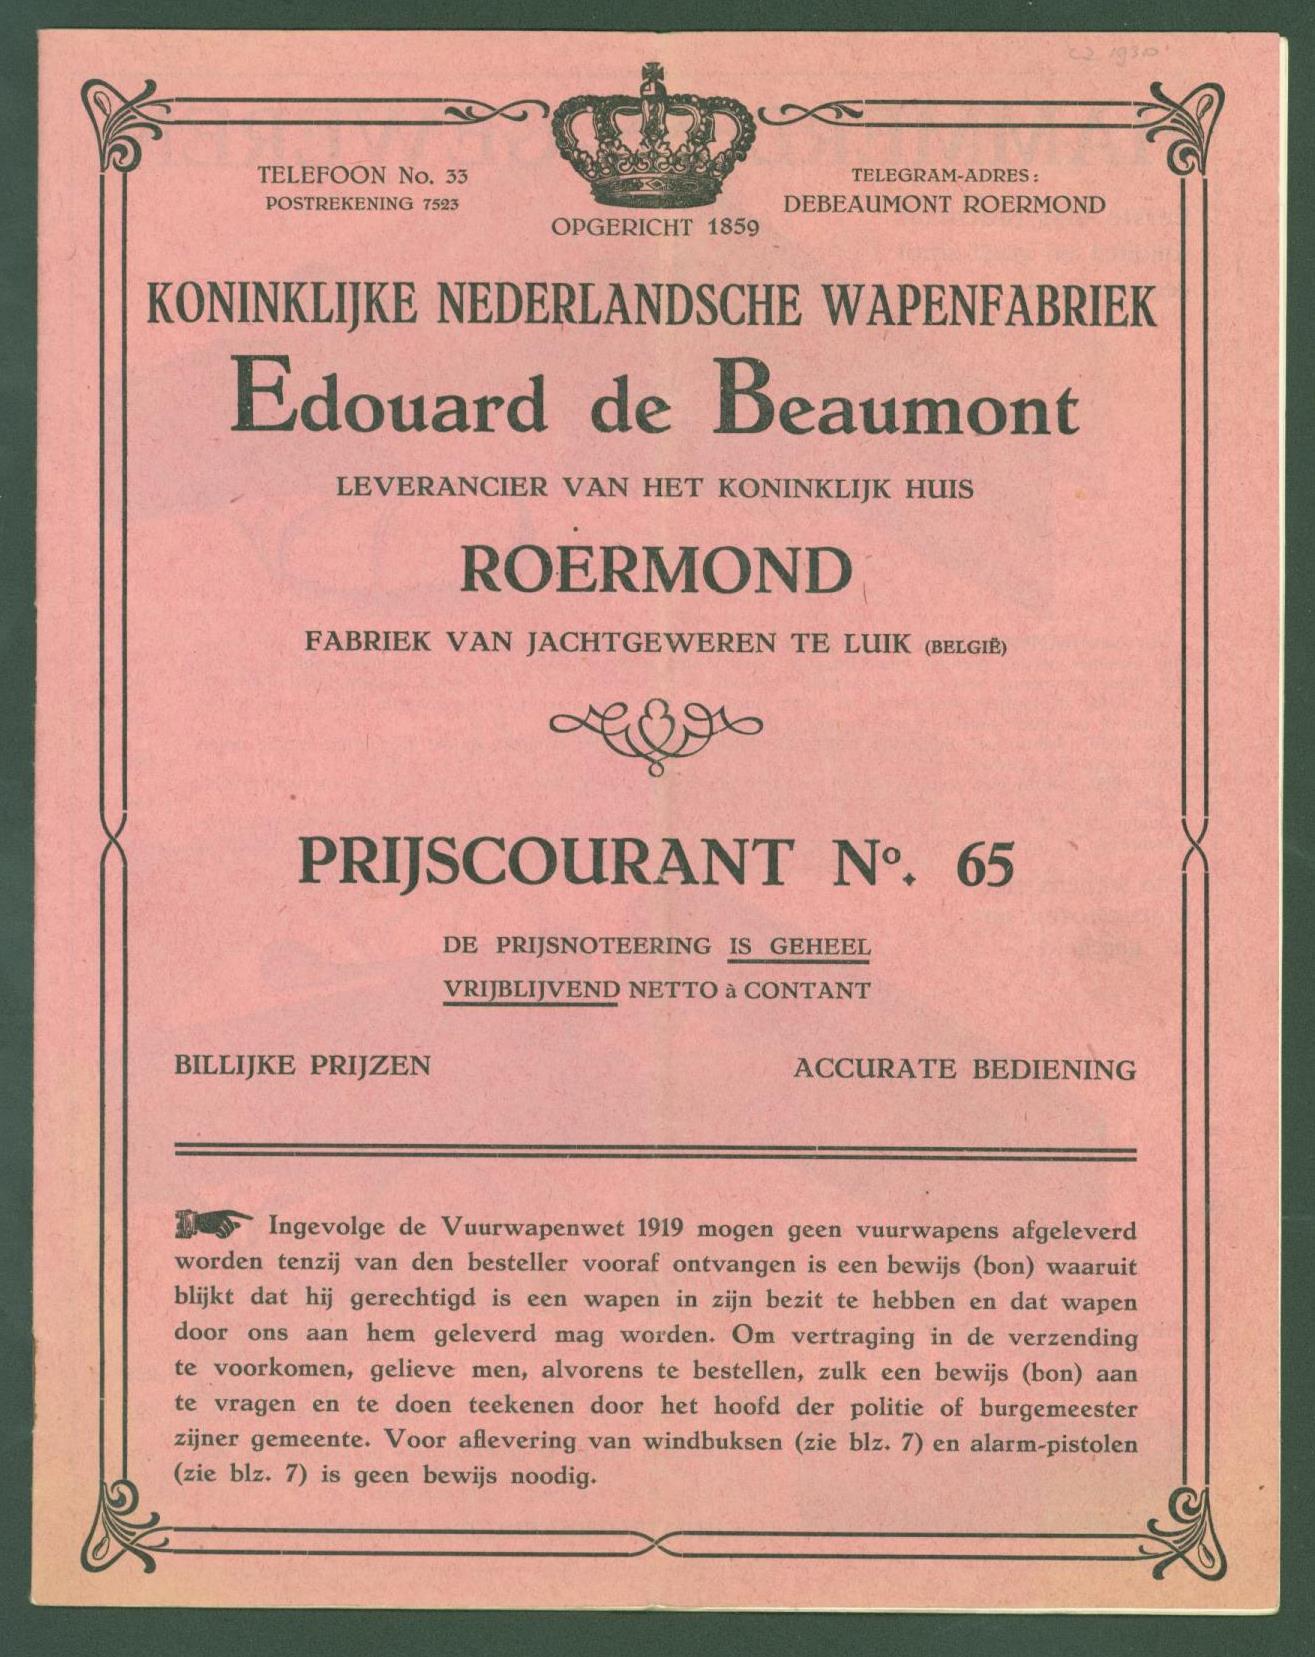 TELEFOON No. 33
POSTREKENING 7523
TELEGRAM-ADRES:
DEBEAUMONT ROERMOND
OPGERICHT 1859
KONINKLIJKE NEDERLANDSCHE WAPENFABRIEK
Edouard de Beaumont
LEVERANCIER VAN HET KONINKLIJK HUIS
ROERMOND
FABRIEK VAN JACHTGEWEREN TE LUIK (BELGIË)
PRIJSCOURANT No. 65
DE PRIJSNOTEERING IS GEHEEL
VRIJBLIJVEND NETTO à CONTANT
BILLIJKE PRIJZEN
ACCURATE BEDIENING
Ingevolge de Vuurwapenwet 1919 mogen geen vuurwapens afgeleverd
worden tenzij van den besteller vooraf ontvangen is een bewijs (bon) waaruit
blijkt dat hij gerechtigd is een wapen in zijn bezit te hebben en dat wapen
door ons aan hem geleverd mag worden. Om vertraging in de verzending
te voorkomen, gelieve men, alvorens te bestellen, zulk een bewijs (bon) aan
te vragen en te doen teekenen door het hoofd der politie of burgemeester
zijner gemeente. Voor aflevering van windbuksen (zie blz. 7) en alarm-pistolen
(zie blz. 7) is geen bewijs noodig.